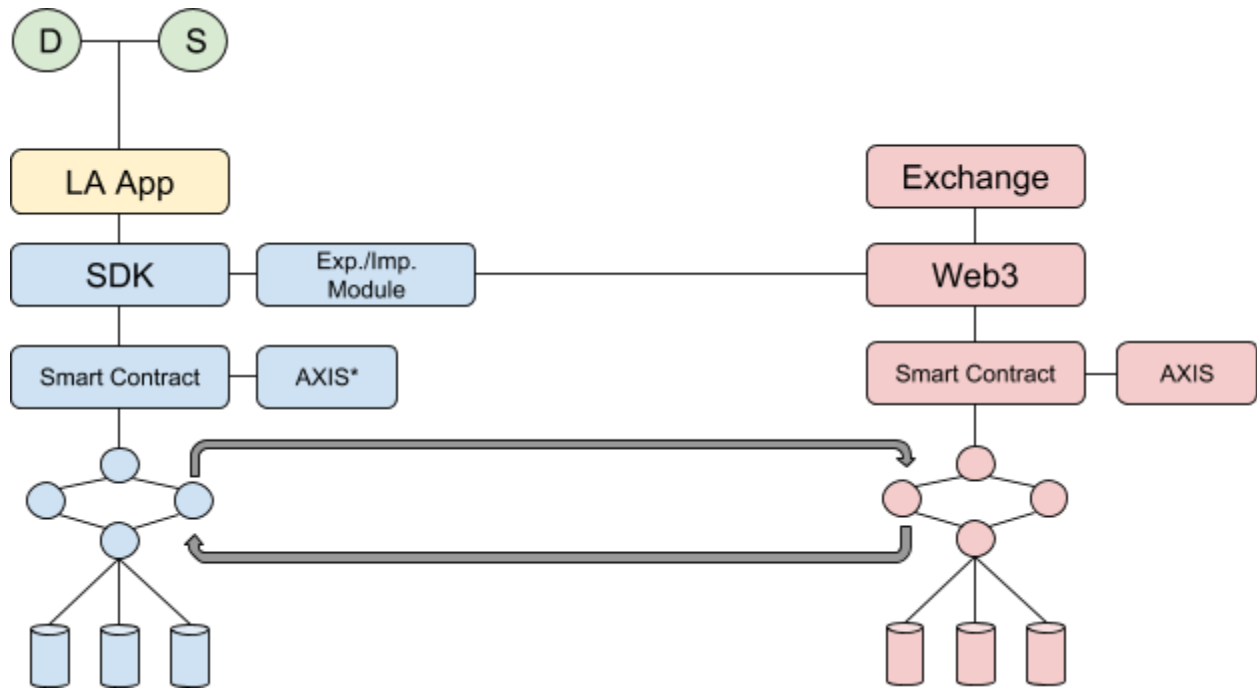 D
S
LA App
Exchange
SDK
Exp./Imp.
Module
Web3
Smart Contract
AXIS*
Smart Contract
AXIS